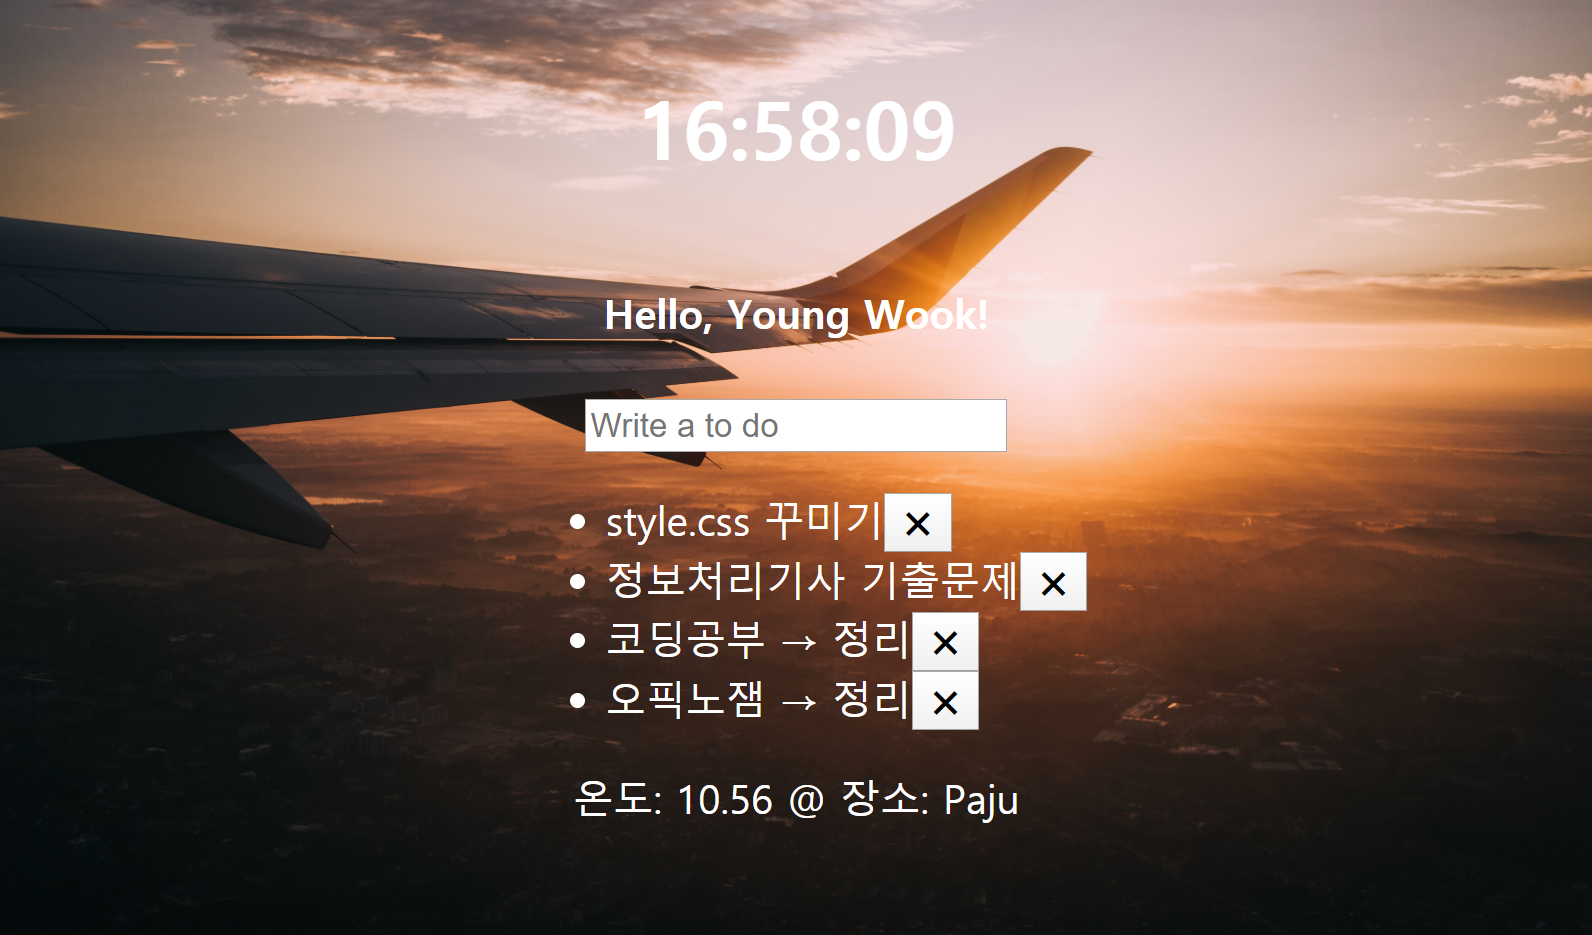 16:58:09
Hello, Young Wook!
Write a to do
style.css 꾸미기 ✕
정보처리기사 기출문제 ✕
코딩공부 → 정리 ✕
오픽노잼 → 정리 ✕
온도: 10.56 @ 장소: Paju